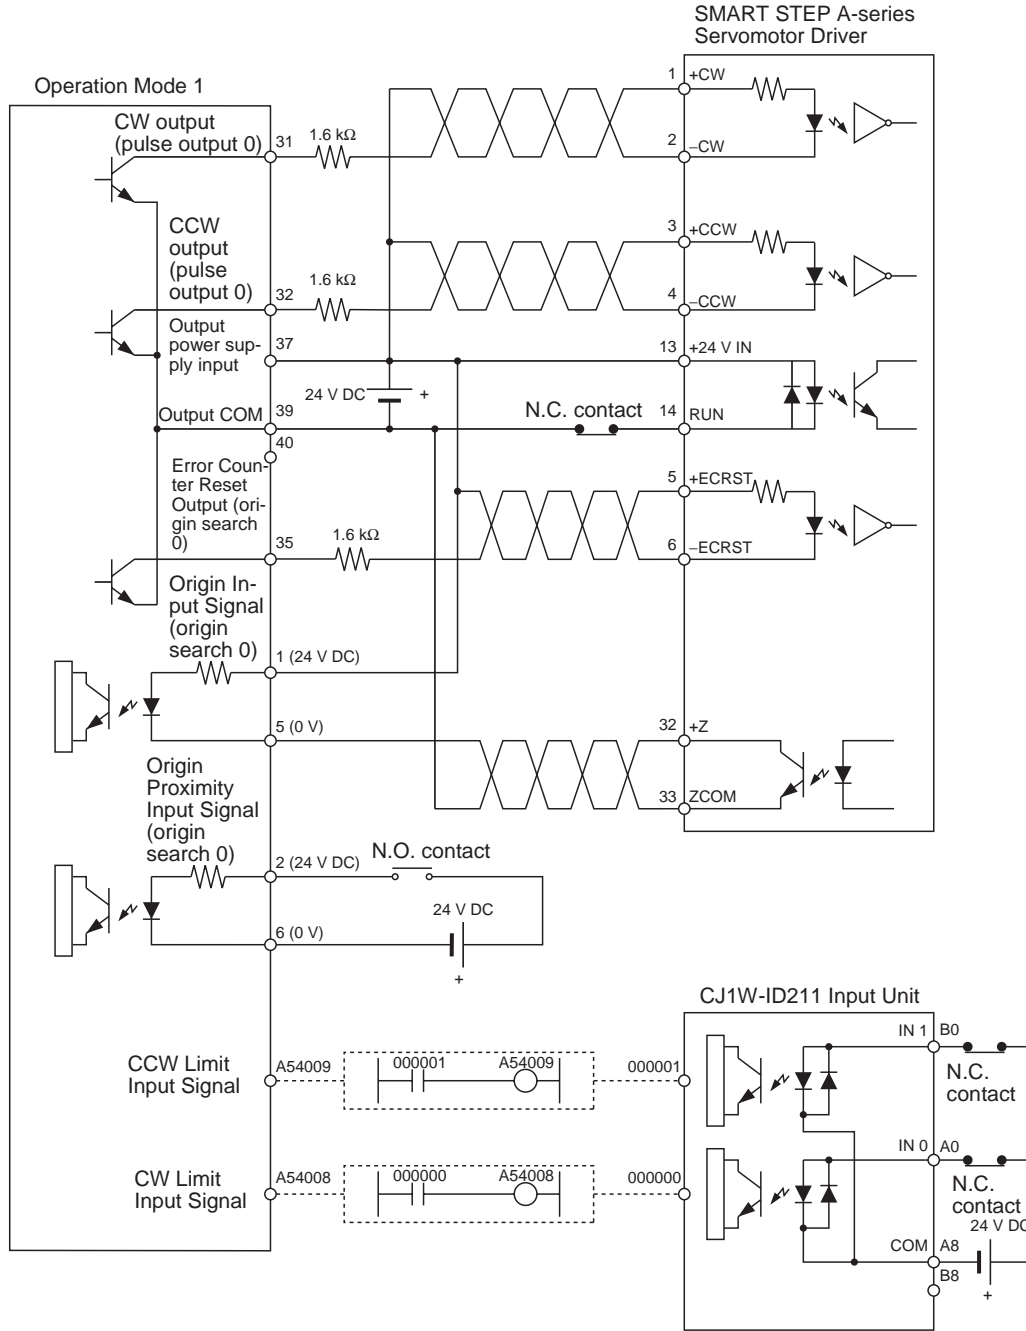 SMART STEP A-series
Servomotor Driver
Operation Mode 1
CW output
(pulse output 0)
31
1.6 kΩ
1
+CW
2
–CW
CCW
output
(pulse
output 0)
32
1.6 kΩ
3
+CCW
4
–CCW
Output
power sup-
ply input
37
13
+24 V IN
24 V DC
+
N.C. contact
Output COM
39
14
RUN
40
Error Coun-
ter Reset
Output (ori-
gin search
0)
35
1.6 kΩ
5
+ECRST
6
–ECRST
Origin In-
put Signal
(origin
search 0)
1 (24 V DC)
5 (0 V)
32
+Z
33
ZCOM
Origin
Proximity
Input Signal
(origin
search 0)
2 (24 V DC)
N.O. contact
24 V DC
6 (0 V)
+
CJ1W-ID211 Input Unit
IN 1
B0
N.C.
contact
CCW Limit
Input Signal
A54009
000001
A54009
000001
IN 0
A0
N.C.
contact
CW Limit
Input Signal
A54008
000000
A54008
000000
24 V DC
COM
A8
B8
+